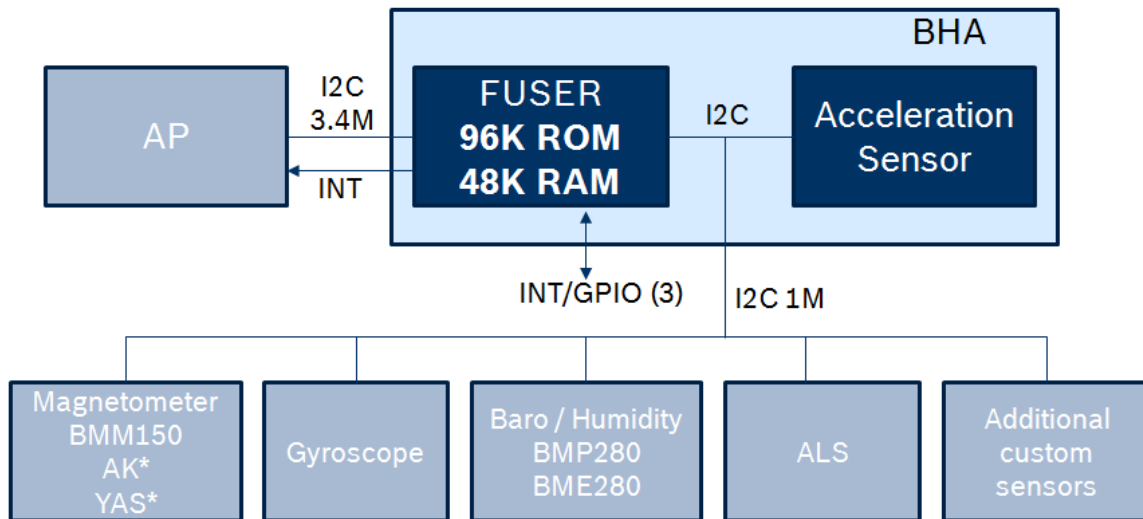 BHA
AP
I2C
3.4M
INT
FUSER
96K ROM
48K RAM
I2C
Acceleration
Sensor
INT/GPIO (3)
I2C 1M
Magnetometer
BMM150
AK*
YAS*
Gyroscope
Baro / Humidity
BMP280
BME280
ALS
Additional
custom
sensors